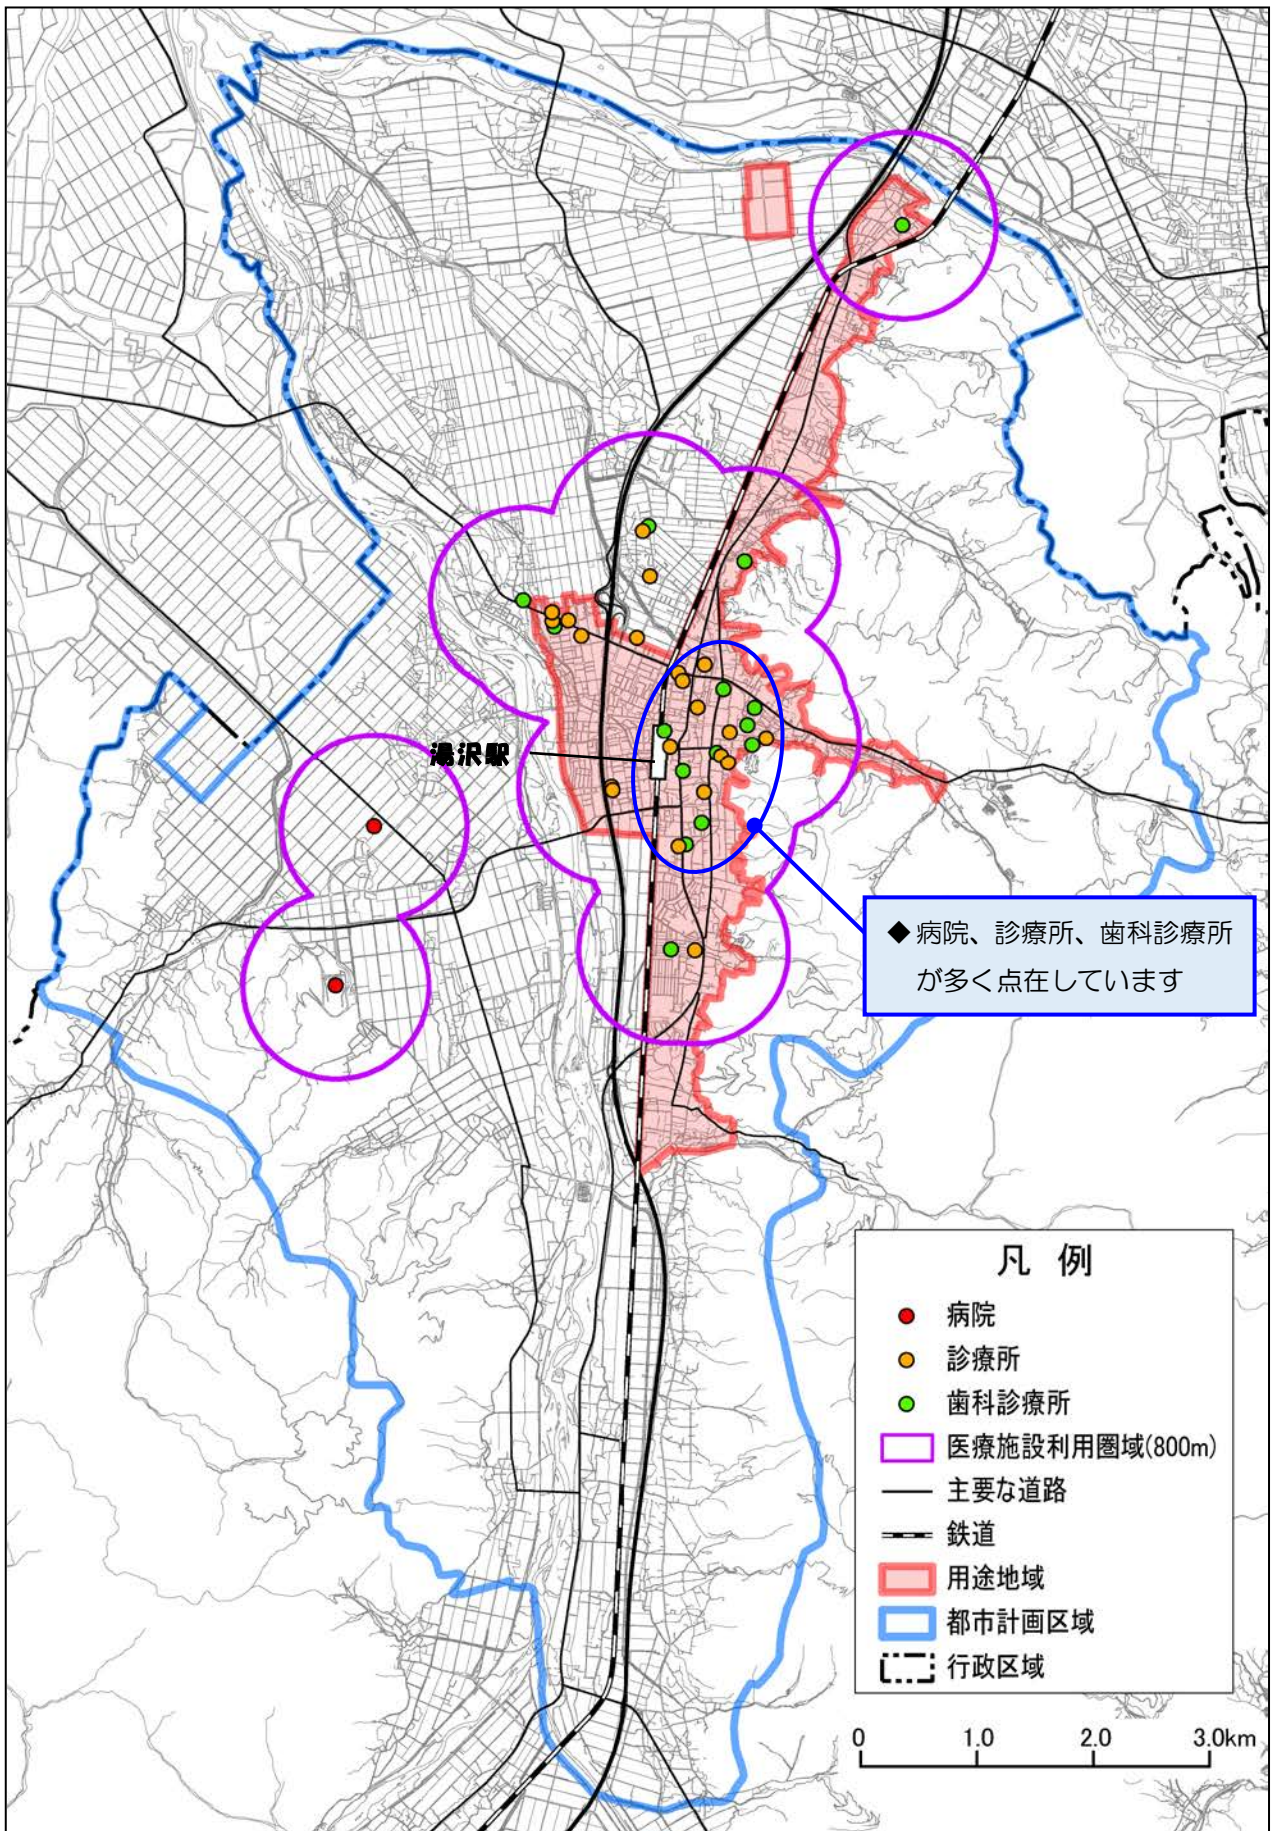 湯沢駅
◆病院、診療所、歯科診療所
が多く点在しています
凡 例
病院
診療所
歯科診療所
医療施設利用圏域(800m)
主要な道路
鉄道
用途地域
都市計画区域
行政区域
0 1.0 2.0 3.0km